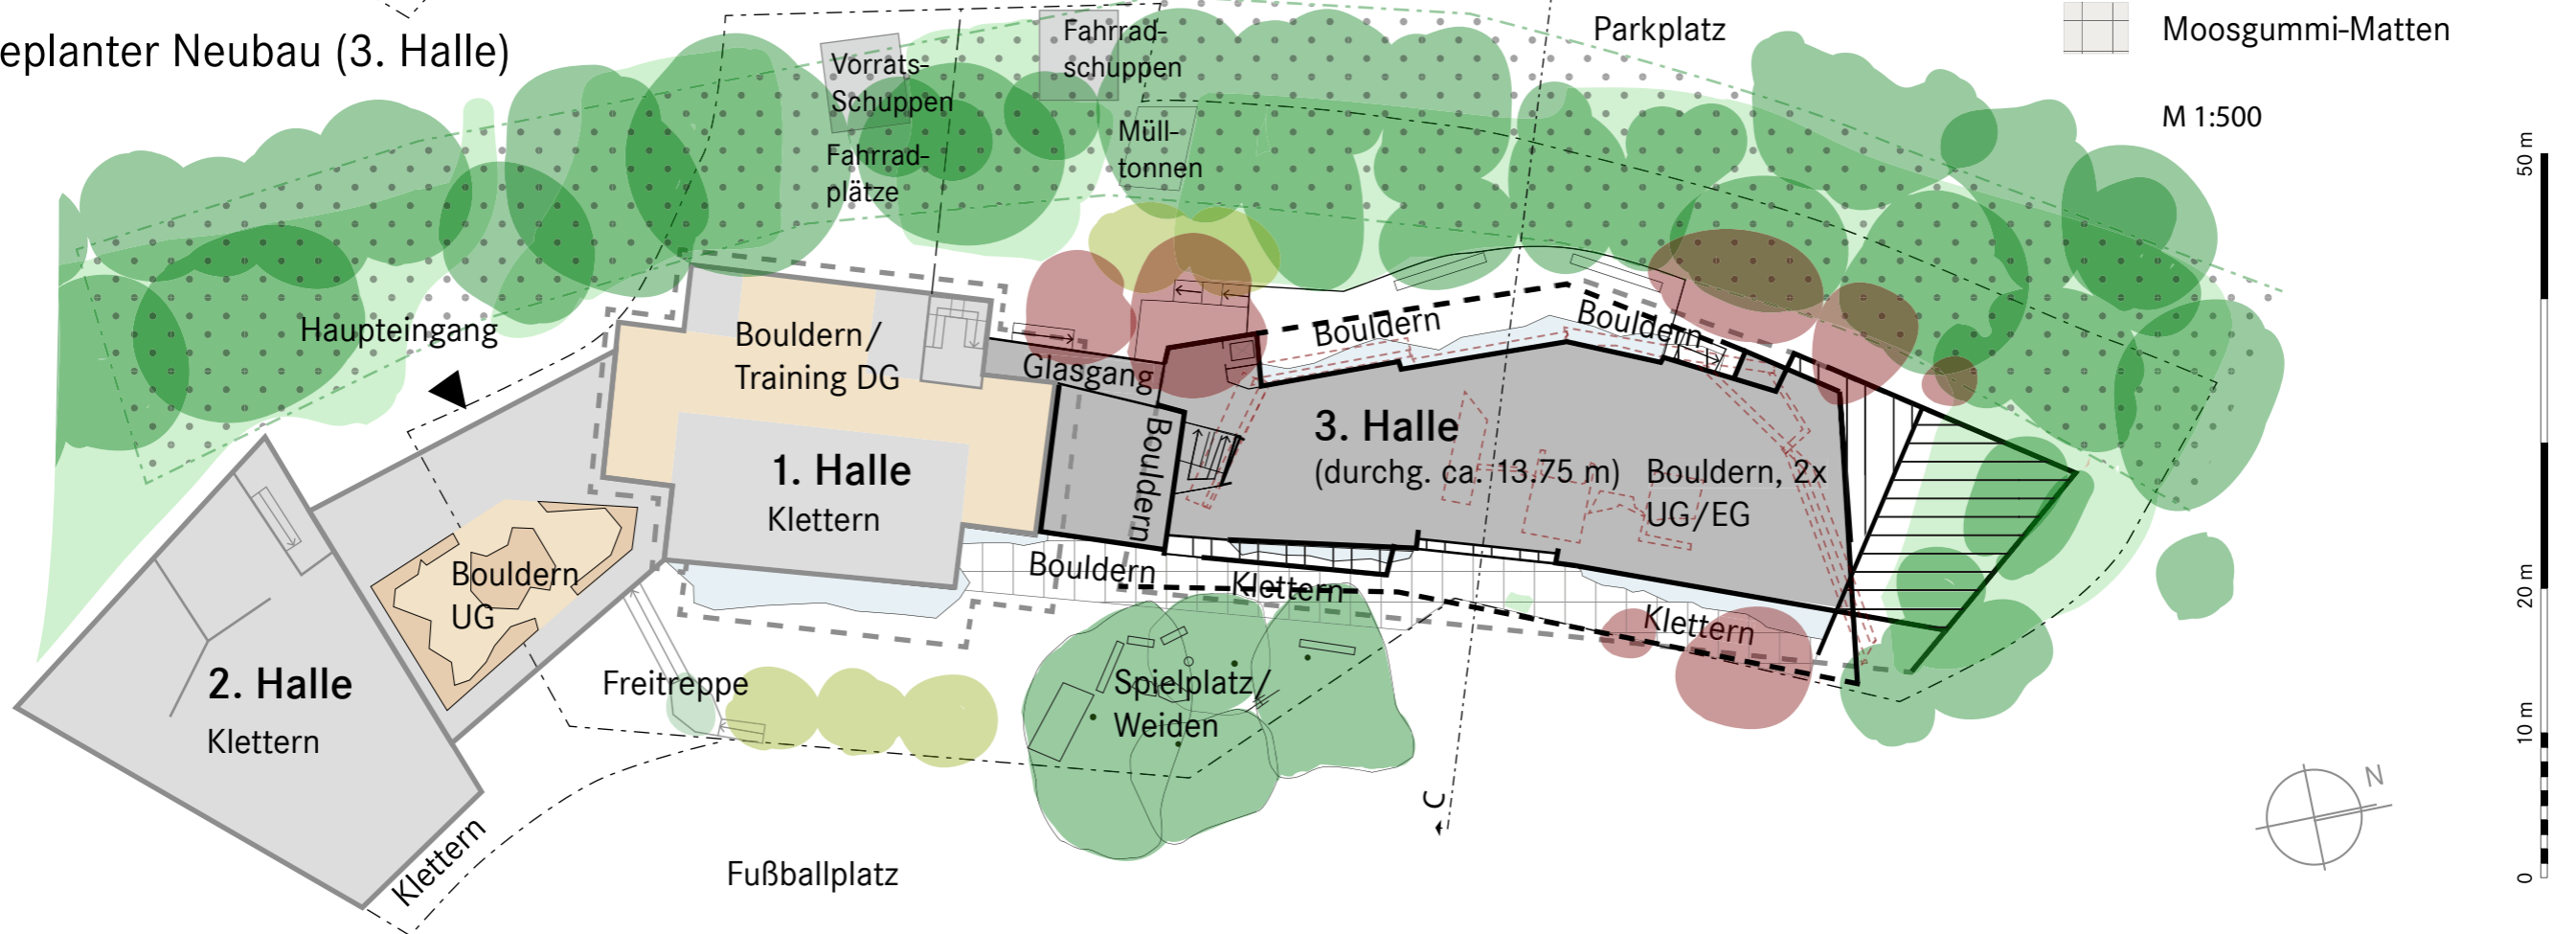 eplanter Neubau (3. Halle)
Vorrats-
Schuppen
Fahrrad-
plätze
Fahrrad-
schuppen
Müll-
tonnen
Parkplatz
Moosgummi-Matten
M 1:500
50 m
20 m
10 m
0
Haupteingang
Bouldern/
Training DG
Glasgang
Bouldern
Bouldern
Bouldern
3. Halle
(durchg. ca. 13.75 m)
Bouldern, 2x
UG/EG
1. Halle
Klettern
Bouldern
UG
Bouldern
Klettern
Klettern
2. Halle
Klettern
Freitreppe
Spielplatz/
Weiden
Klettern
Fußballplatz
C
N